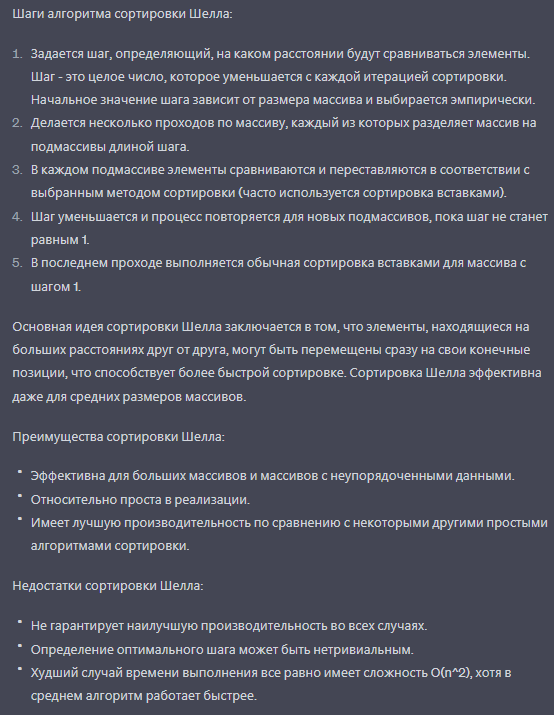 Шаги алгоритма сортировки Шелла:
1. Задается шаг, определяющий, на каком расстоянии будут сравниваться элементы.
Шаг - это целое число, которое уменьшается с каждой итерацией сортировки.
Начальное значение шага зависит от размера массива и выбирается эмпирически.
2. Делается несколько проходов по массиву, каждый из которых разделяет массив на
подмассивы длиной шага.
3. В каждом подмассиве элементы сравниваются и переставляются в соответствии с
выбранным методом сортировки (часто используется сортировка вставками).
4. Шаг уменьшается и процесс повторяется для новых подмассивов, пока шаг не станет
равным 1.
5. В последнем проходе выполняется обычная сортировка вставками для массива с
шагом 1.
Основная идея сортировки Шелла заключается в том, что элементы, находящиеся на
больших расстояниях друг от друга, могут быть перемещены сразу на свои конечные
позиции, что способствует более быстрой сортировке. Сортировка Шелла эффективна
даже для средних размеров массивов.
Преимущества сортировки Шелла:
• Эффективна для больших массивов и массивов с неупорядоченными данными.
• Относительно проста в реализации.
• Имеет лучшую производительность по сравнению с некоторыми другими простыми
алгоритмами сортировки.
Недостатки сортировки Шелла:
• Не гарантирует наилучшую производительность во всех случаях.
• Определение оптимального шага может быть нетривиальным.
• Худший случай времени выполнения все равно имеет сложность O(n^2), хотя в
среднем алгоритм работает быстрее.